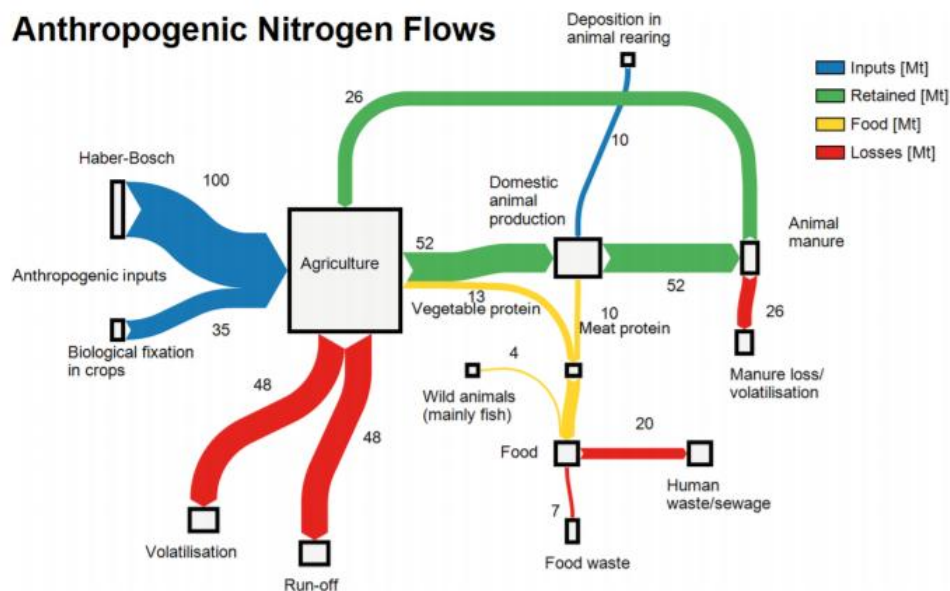 Anthropogenic Nitrogen Flows
Deposition in
animal rearing
Inputs [Mt]
Retained [Mt]
Food [Mt]
Losses [Mt]
26
10
Haber-Bosch
100
Domestic
animal
production
Animal
manure
52
Agriculture
Anthropogenic inputs
52
13
Vegetable protein
10
Meat protein
26
35
Biological fixation
in crops
4
Wild animals
(mainly fish)
Manure loss/
volatilisation
48
48
20
Food
Human
waste/sewage
7
Volatilisation
Food waste
Run-off